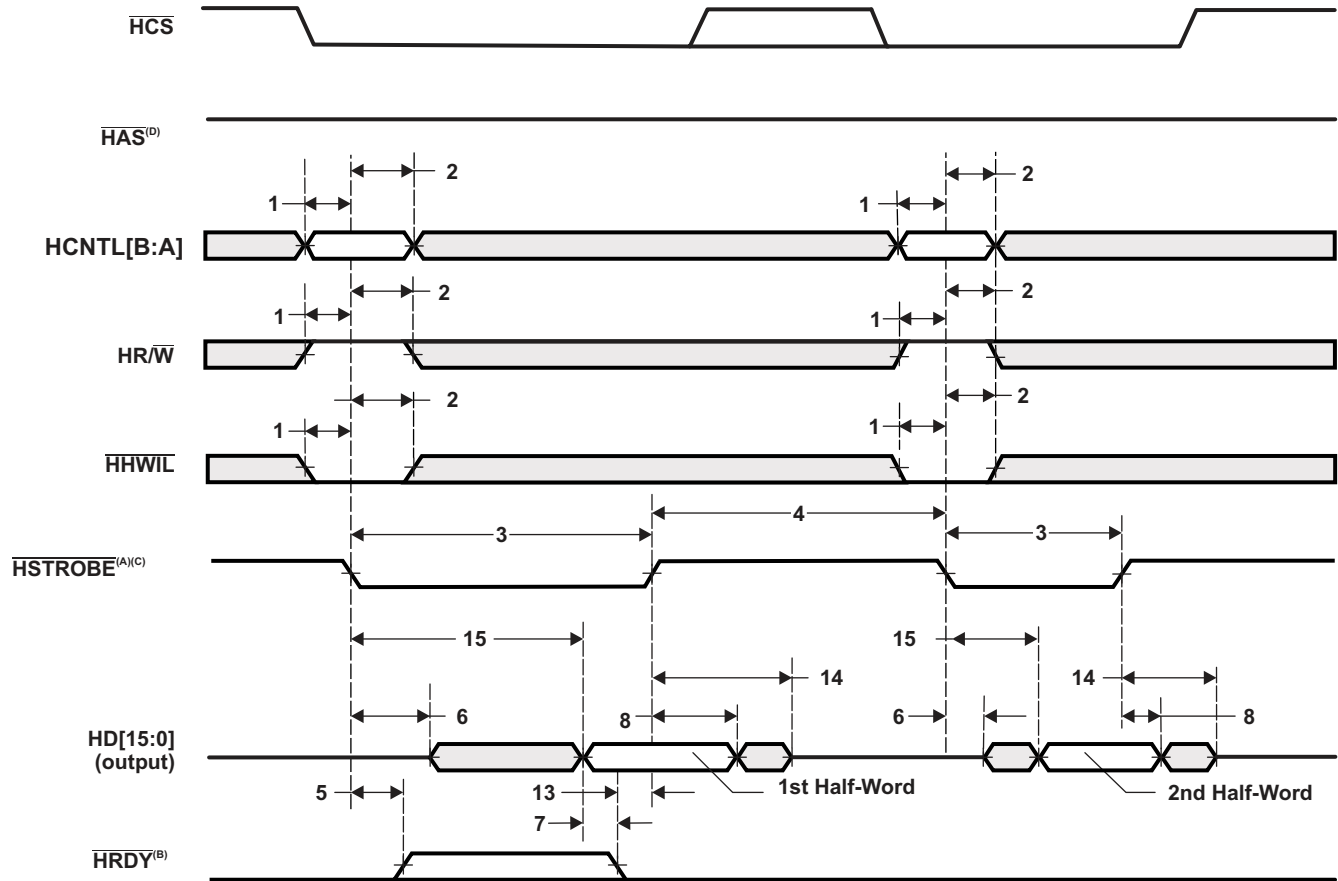 HCS
HAS(D)
2
2
1
1
HCNTL[B:A]
2
2
1
1
HR/W
2
2
1
1
HHWIL
4
3
3
HSTROBE(A)(C)
15
15
14
14
6
8
6
8
HD[15:0]
(output)
1st Half-Word
2nd Half-Word
5
13
7
HRDY(B)